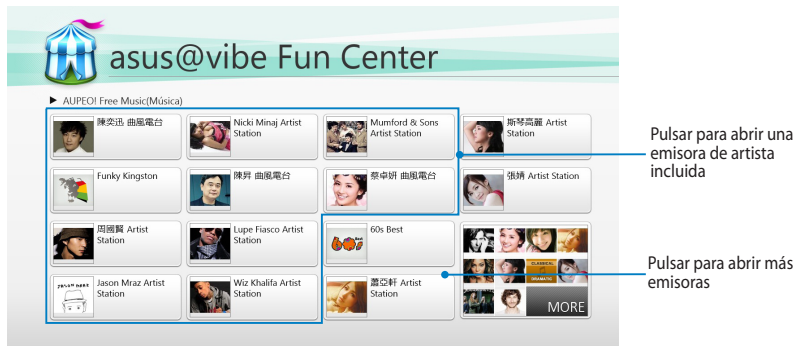 asus@vibe Fun Center
AUPEO! Free Music(Música)
陳奕迅 曲風電台
Nicki Minaj Artist
Station
Mumford & Sons
Artist Station
斯琴高麗 Artist
Station
Funky Kingston
陳昇 曲風電台
蔡卓妍 曲風電台
張婧 Artist Station
周國賢 Artist
Station
Lupe Fiasco Artist
Station
60s Best
Jason Mraz Artist
Station
Wiz Khalifa Artist
Station
蕭亞軒 Artist
Station
CLASSICAL
DRAMATIS
MORE
Pulsar para abrir una
emisora de artista
incluida
Pulsar para abrir más
emisoras